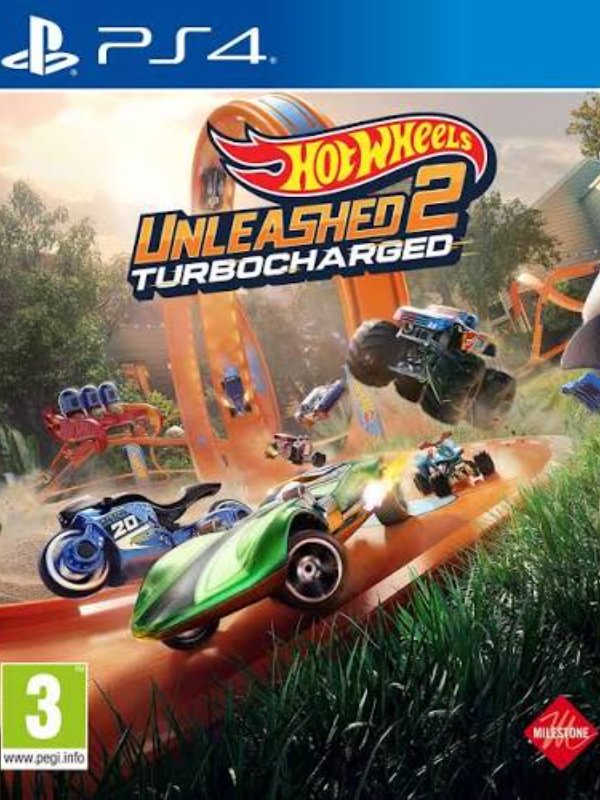 PS4
HOT WHEELS
UNLEASHED 2
TURBOCHARGED
20
3
www.pegi.info
MILESTONE